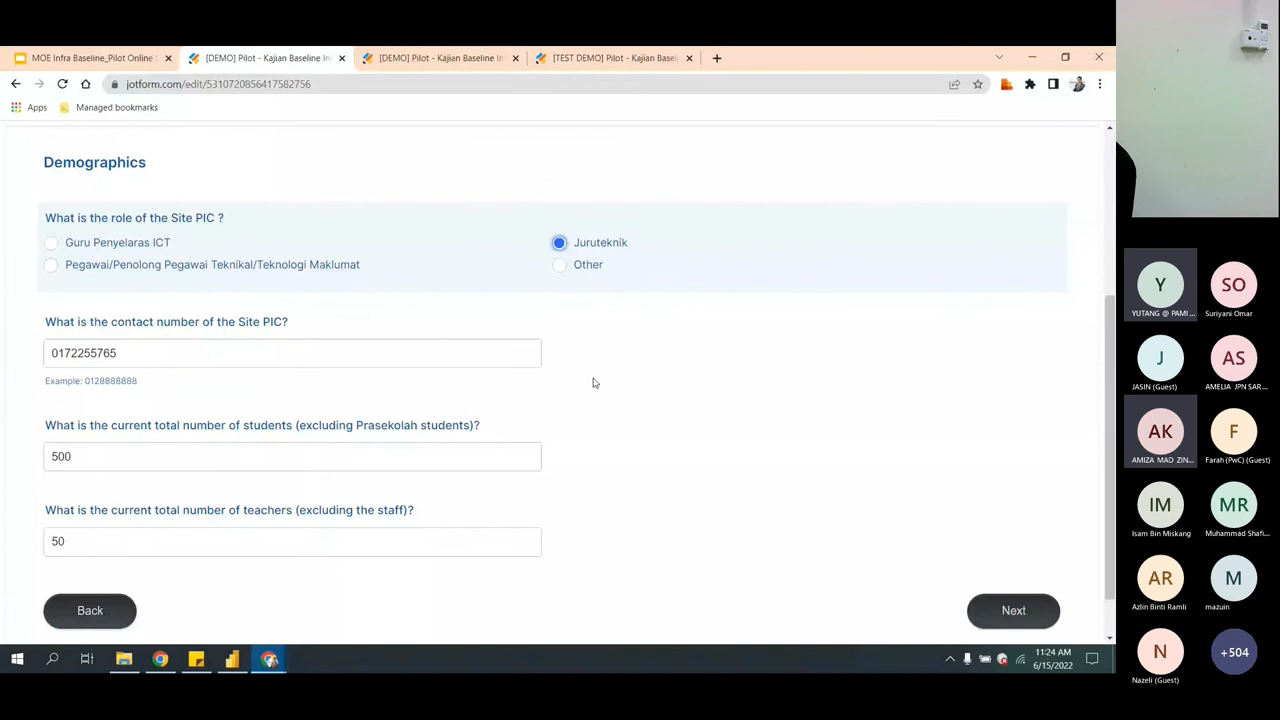 MOE Infra Baseline_Pilot Online
[DEMO] Pilot - Kajian Baseline In
[DEMO] Pilot - Kajian Baseline In
[TEST DEMO] Pilot - Kajian Basel
jotform.com/edit/5310720856417582756
Apps
Managed bookmarks
Demographics
What is the role of the Site PIC ?
Guru Penyelaras ICT
Juruteknik
Pegawai/Penolong Pegawai Teknikal/Teknologi Maklumat
Other
What is the contact number of the Site PIC?
0172255765
Example: 0128888888
What is the current total number of students (excluding Prasekolah students)?
500
What is the current total number of teachers (excluding the staff)?
50
Back
Next
11:24 AM
6/15/2022
Y
YUTANG @ PAMI ...
SO
Suriyani Omar
J
JASIN (Guest)
AS
AMELIA JPN SAR...
AK
AMIZA MAD ZIN...
F
Farah (PwC) (Guest)
IM
Isam Bin Miskang
MR
Muhammad Shafi...
AR
Azlin Binti Ramli
M
mazuin
N
Nazeli (Guest)
+504